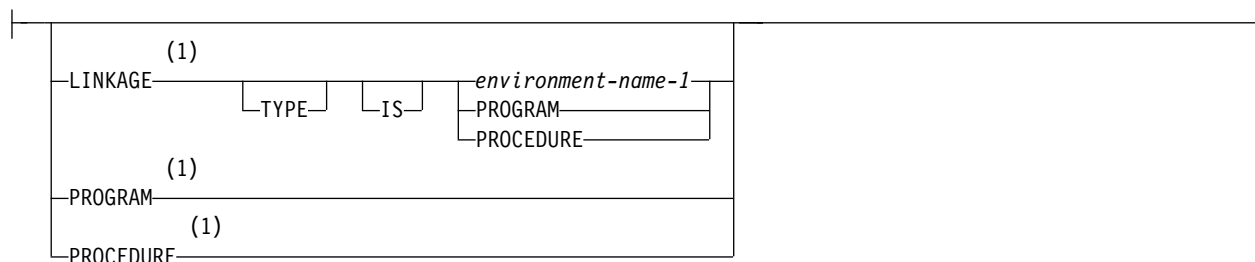 (1)
LINKAGE environment-name-1
TYPE IS PROGRAM
PROCEDURE
(1)
PROGRAM
(1)
PROCEDURE